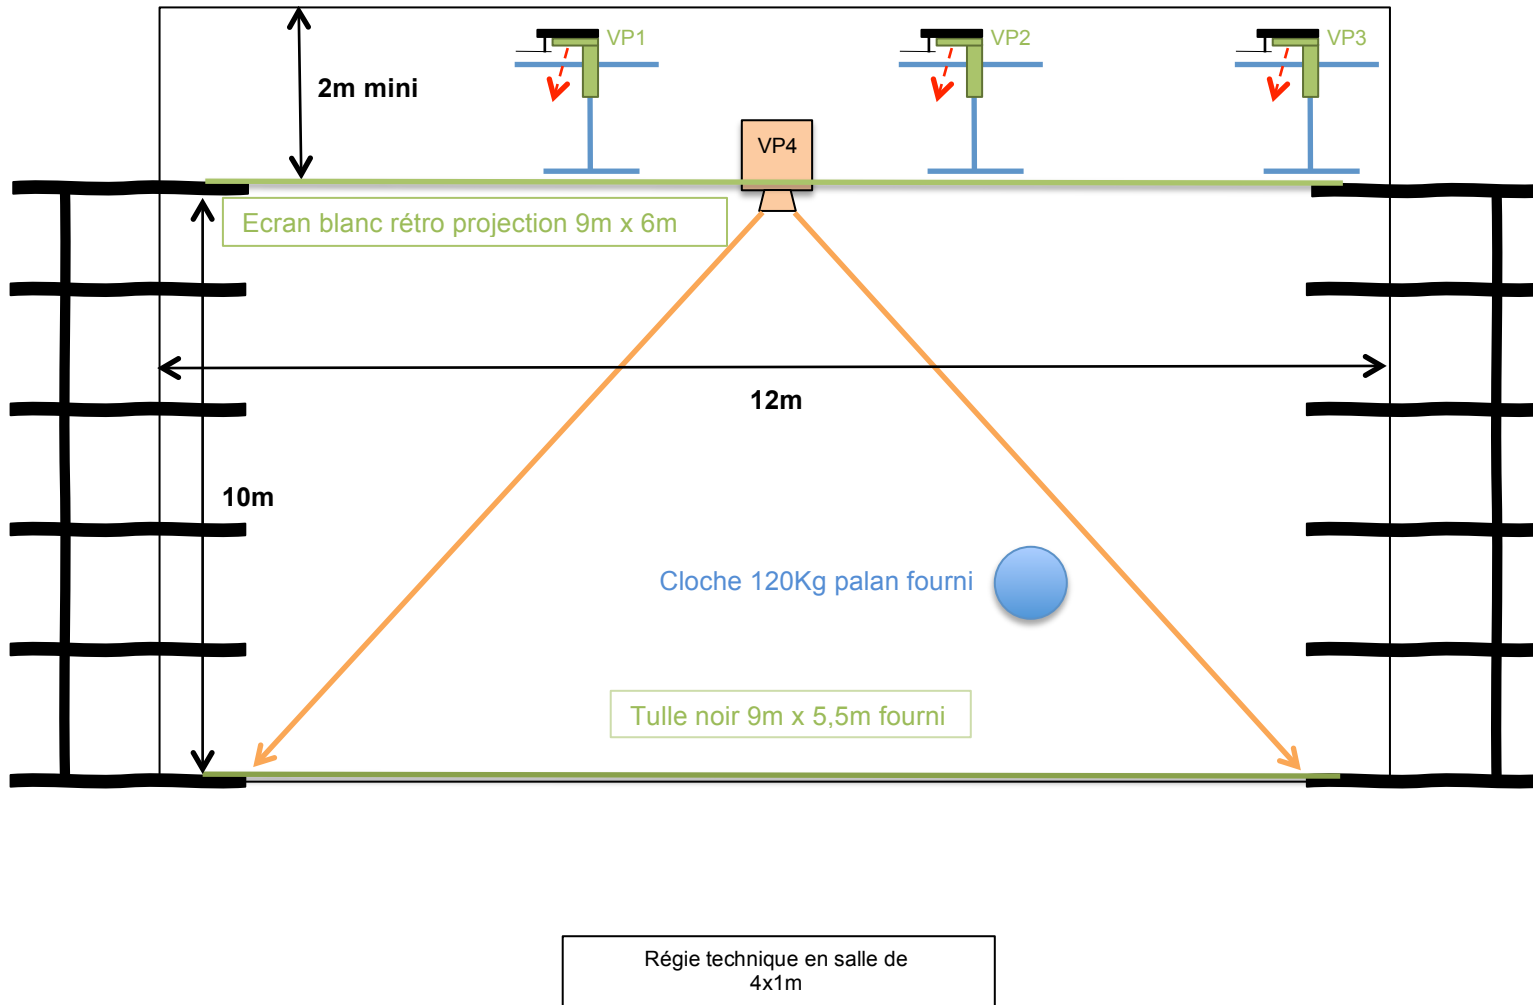 VP1
VP2
VP3
2m mini
VP4
Ecran blanc rétro projection 9m x 6m
12m
10m
Cloche 120Kg palan fourni
Tulle noir 9m x 5,5m fourni
Régie technique en salle de
4x1m